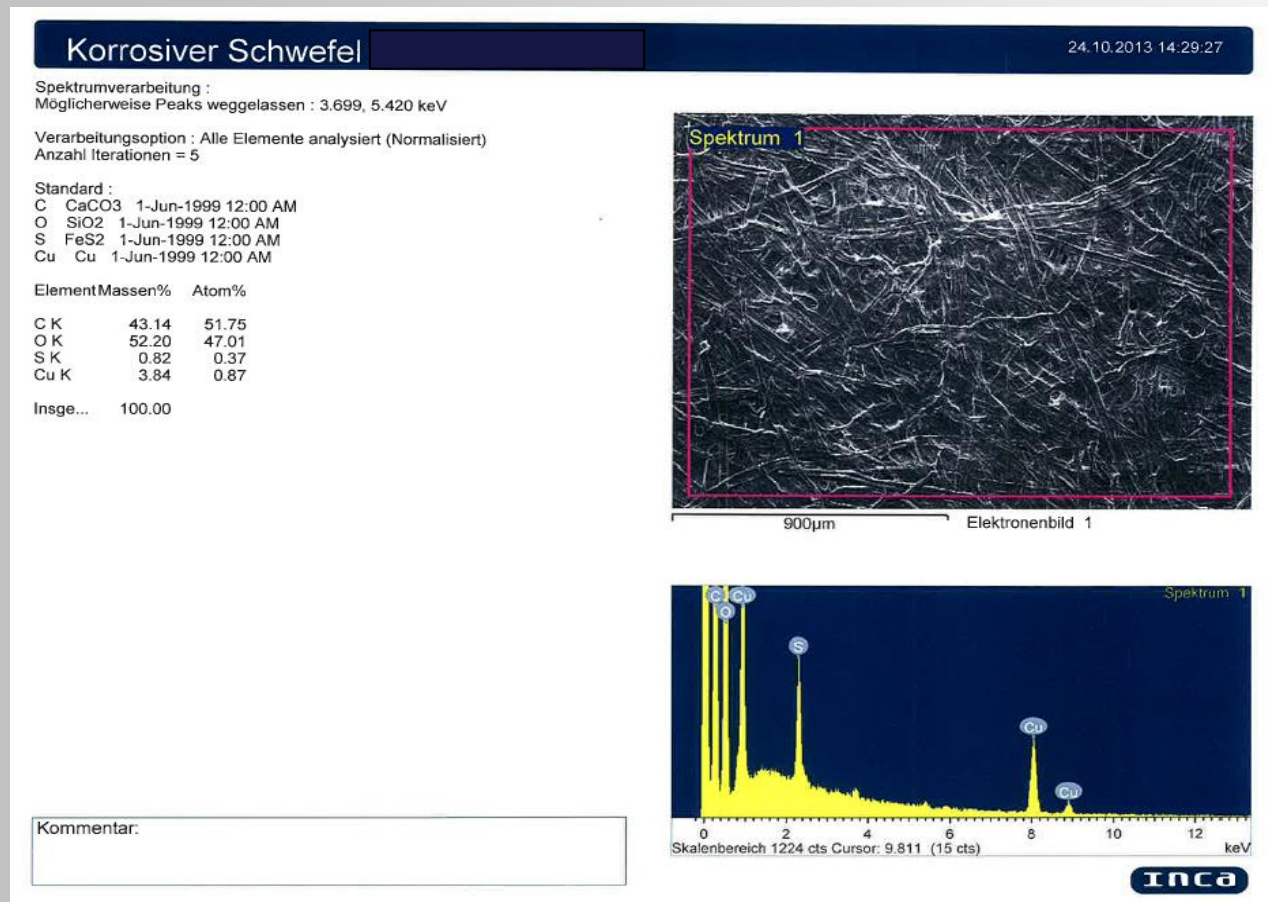 Korrosiver Schwefel
24.10.2013 14:29:27
Spektrumverarbeitung :
Möglicherweise Peaks weggelassen : 3.699, 5.420 keV
Verarbeitungsoption : Alle Elemente analysiert (Normalisiert)
Anzahl Iterationen = 5
Standard :
C CaCO3 1-Jun-1999 12:00 AM
O SiO2 1-Jun-1999 12:00 AM
S FeS2 1-Jun-1999 12:00 AM
Cu Cu 1-Jun-1999 12:00 AM
Element Massen% Atom%
C K 43.14 51.75
O K 52.20 47.01
S K 0.82 0.37
Cu K 3.84 0.87
Insge... 100.00
Kommentar:
Spektrum 1
900µm Elektronenbild 1
Spektrum 1
C Cu
O
S
Cu
Cu
0 2 4 6 8 10 12
Skalenbereich 1224 cts Cursor: 9.811 (15 cts) keV
INCA